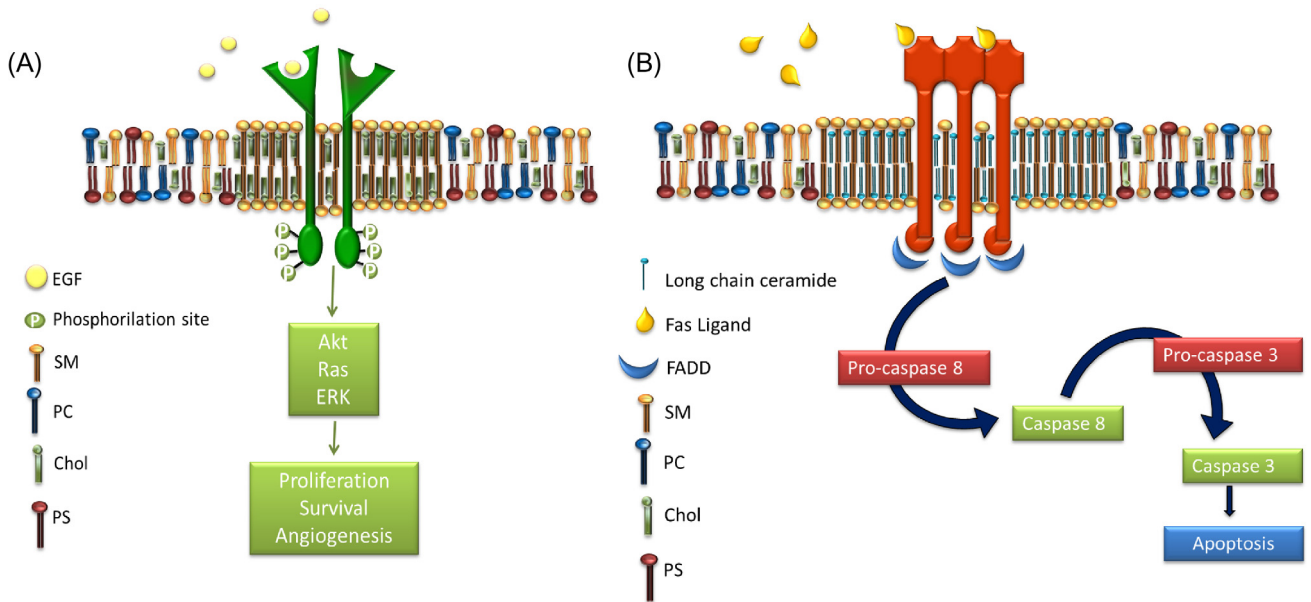 (A)
P
P
P
P
P
P
EGF
P
Phosphorilation site
SM
PC
Chol
PS
Akt
Ras
ERK
Proliferation
Survival
Angiogenesis
(B)
Long chain ceramide
Fas Ligand
FADD
SM
PC
Chol
PS
Pro-caspase 8
Caspase 8
Pro-caspase 3
Caspase 3
Apoptosis